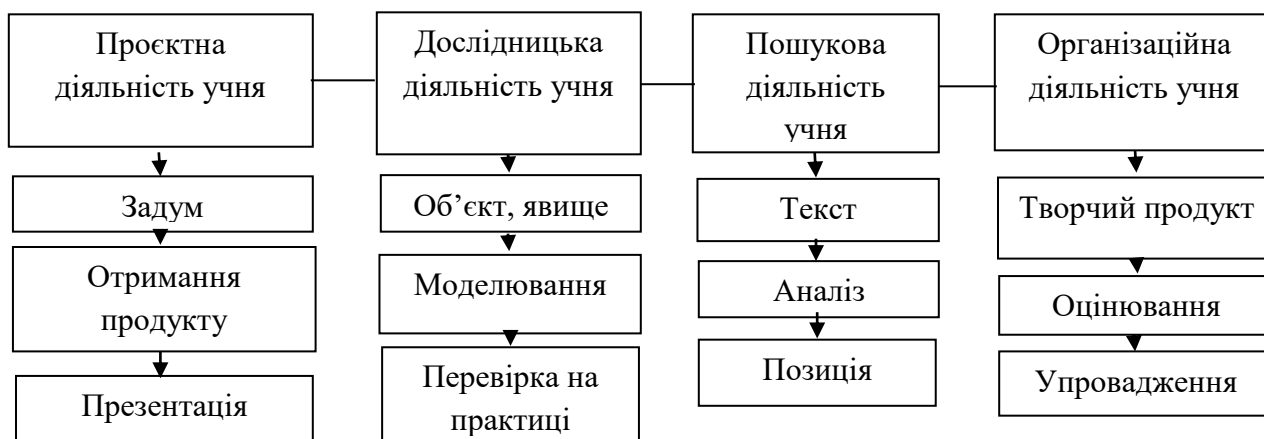 Проєктна
діяльність учня
Дослідницька
діяльність учня
Пошукова
діяльність
учня
Організаційна
діяльність учня
Задум
Отримання
продукту
Презентація
Об’єкт, явище
Моделювання
Перевірка на
практиці
Текст
Аналіз
Позиція
Творчий продукт
Оцінювання
Упровадження